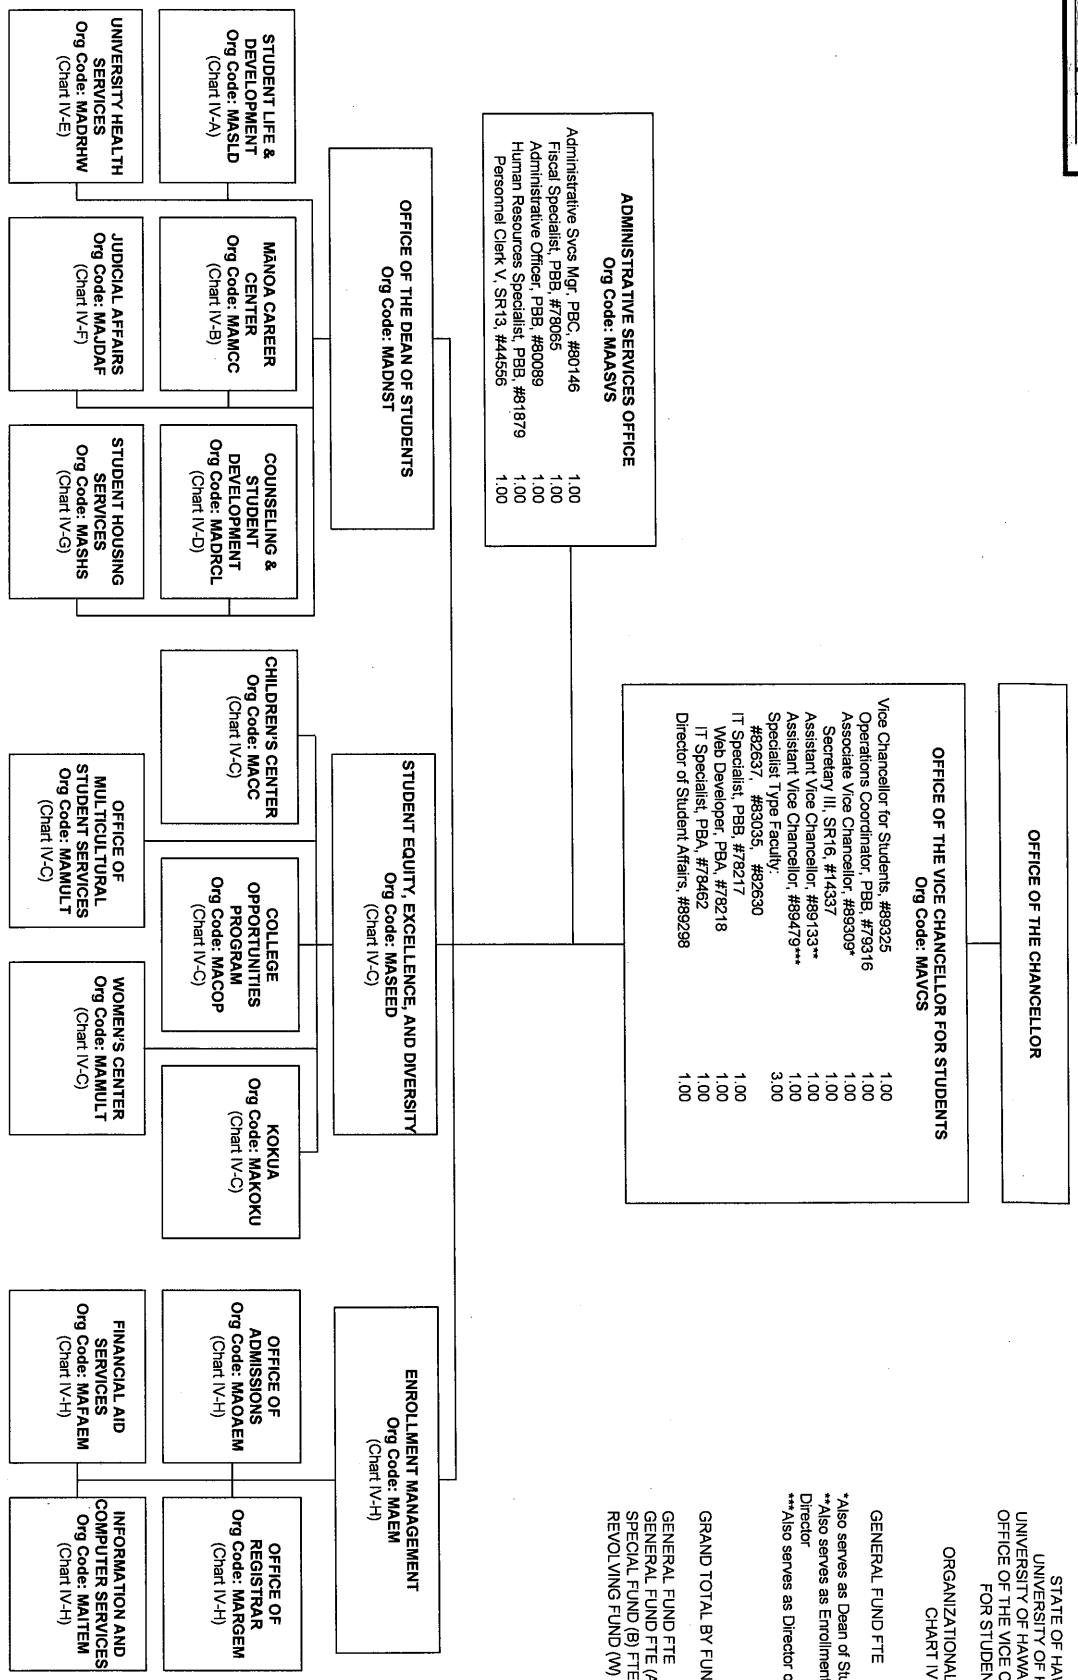 STATE OF
UNIVERSITY OF
UNIVERSITY OF
OFFICE OF THE VICE
FOR
ORGANIZATIONAL
CHART IV
OFFICE OF THE CHANCELLOR
OFFICE OF THE VICE CHANCELLOR FOR STUDENTS
Org Code: MAVCS
Vice Chancellor for Students, #89325 1.00
Operations Coordinator, PBB, #79316 1.00
Associate Vice Chancellor, #89309* 1.00
Secretary III, SR16, #14337 1.00
Assistant Vice Chancellor, #89133** 1.00
Assistant Vice Chancellor, #89479*** 1.00
Specialist Type Faculty: 3.00
#82637, #83035, #82630
IT Specialist, PBB, #78217 1.00
Web Developer, PBA, #78218 1.00
IT Specialist, PBA, #78462 1.00
Director of Student Affairs, #89298 1.00
GENERAL FUND FTE
*Also serves as Dean of
**Also serves as
Director
***Also serves as Director
GRAND TOTAL BY
GENERAL FUND FTE
GENERAL FUND FTE
SPECIAL FUND (B) FTE
REVOLVING FUND (W)
ADMINISTRATIVE SERVICES OFFICE
Org Code: MAASVS
Administrative Svcs Mgr, PBC, #80146 1.00
Fiscal Specialist, PBB, #78065 1.00
Administrative Officer, PBB, #80089 1.00
Human Resources Specialist, PBB, #81879 1.00
Personnel Clerk V, SR13, #44556 1.00
OFFICE OF THE DEAN OF STUDENTS
Org Code: MADNST
STUDENT EQUITY, EXCELLENCE, AND DIVERSITY
Org Code: MASEED
(Chart IV-C)
ENROLLMENT MANAGEMENT
Org Code: MAEM
(Chart IV-H)
STUDENT LIFE &
DEVELOPMENT
Org Code: MASLD
(Chart IV-A)
MĀNOA CAREER
CENTER
Org Code: MAMCC
(Chart IV-B)
COUNSELING &
STUDENT
DEVELOPMENT
Org Code: MADRCL
(Chart IV-D)
CHILDREN'S CENTER
Org Code: MACC
(Chart IV-C)
COLLEGE
OPPORTUNITIES
PROGRAM
Org Code: MACOP
(Chart IV-C)
KOKUA
Org Code: MAKOKU
(Chart IV-C)
OFFICE OF
ADMISSIONS
Org Code: MAOAEM
(Chart IV-H)
OFFICE OF
REGISTRAR
Org Code: MARGEM
(Chart IV-H)
UNIVERSITY HEALTH
SERVICES
Org Code: MADRHW
(Chart IV-E)
JUDICIAL AFFAIRS
Org Code: MAJDAF
(Chart IV-F)
STUDENT HOUSING
SERVICES
Org Code: MASHS
(Chart IV-G)
OFFICE OF
MULTICULTURAL
STUDENT SERVICES
Org Code: MAMULT
(Chart IV-C)
WOMEN'S CENTER
Org Code: MAMULT
(Chart IV-C)
FINANCIAL AID
SERVICES
Org Code: MAFAEM
(Chart IV-H)
INFORMATION AND
COMPUTER SERVICES
Org Code: MAITEM
(Chart IV-H)